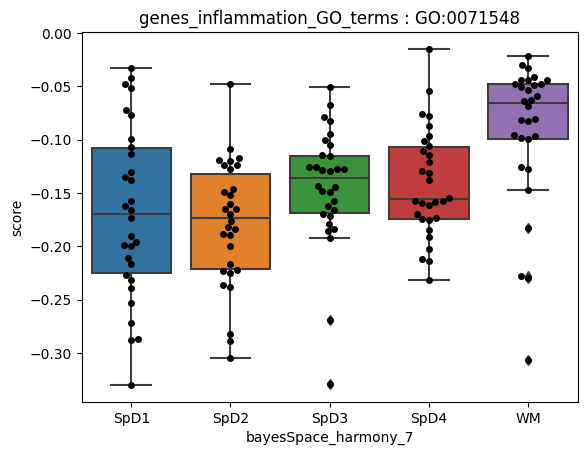 genes_inflammation_GO_terms : GO:0071548
0.00
−0.05
−0.10
−0.15
−0.20
−0.25
−0.30
score
SpD1 SpD2 SpD3 SpD4 WM
bayesSpace_harmony_7